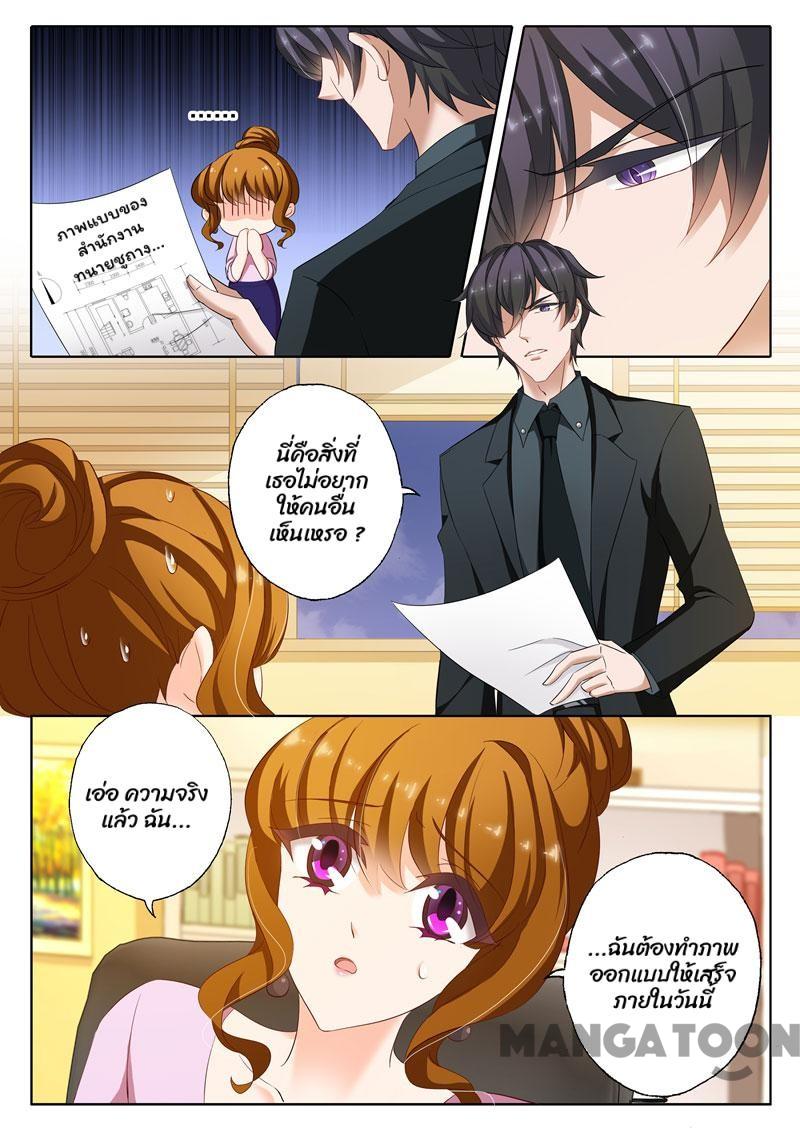 ......
ภาพแบบของ
สำนักงาน
ทนายชูถาง...
นี่คือสิ่งที่
เธอไม่อยาก
ให้คนอื่น
เห็นเหรอ ?
เอ่อ ความจริง
แล้ว ฉัน...
...ฉันต้องทำภาพ
ออกแบบให้เสร็จ
ภายในวันนี้
MANGATOON